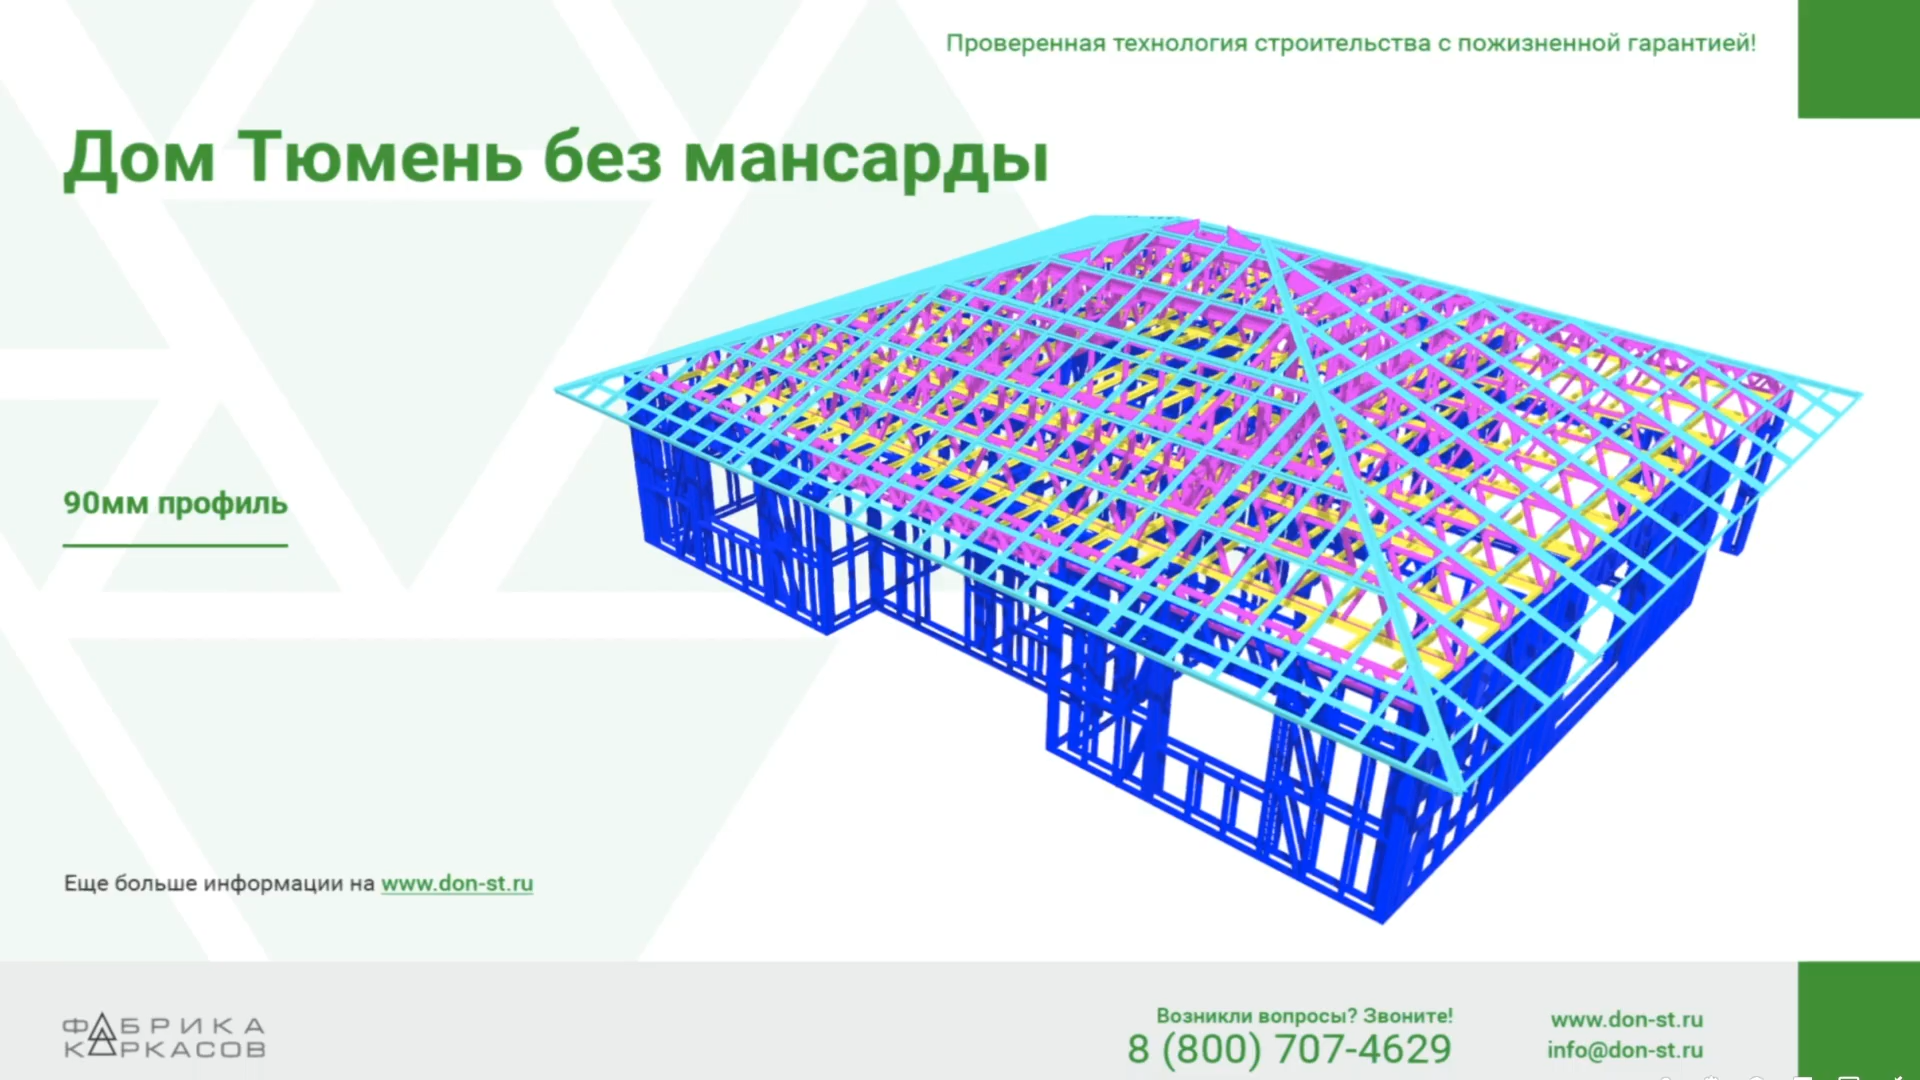 Проверенная технология строительства с пожизненной гарантией!
Дом Тюмень без мансарды
90мм профиль
Еще больше информации на www.don-st.ru
ФАБРИКА
КАРКАСОВ
Возникли вопросы? Звоните!
8 (800) 707-4629
www.don-st.ru
info@don-st.ru